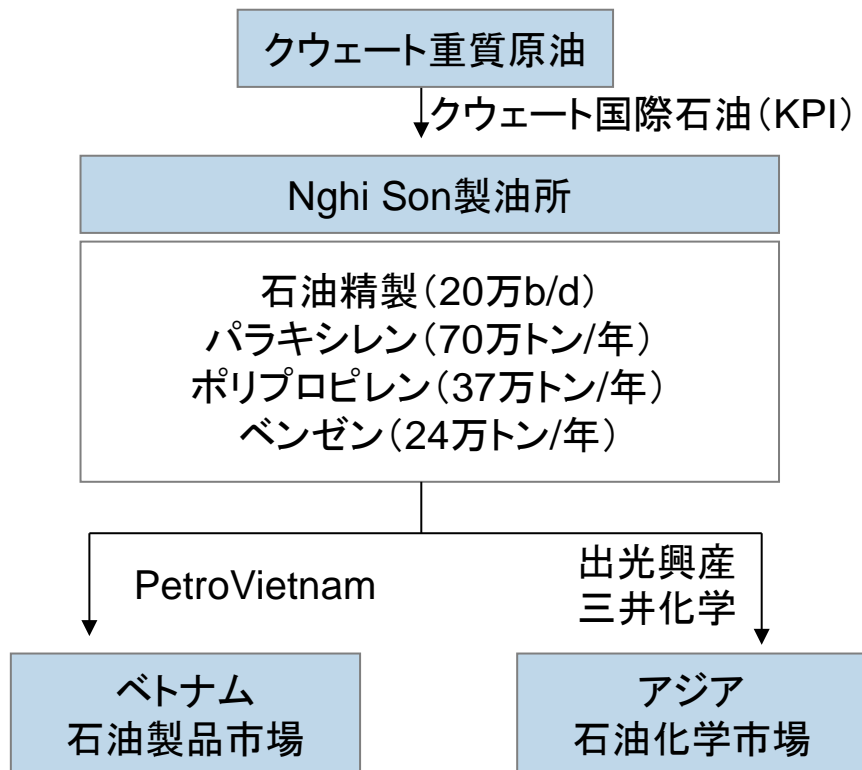 クウェート重質原油
クウェート国際石油（KPI）
Nghi Son製油所
石油精製（20万b/d）
パラキシレン（70万トン/年）
ポリプロピレン（37万トン/年）
ベンゼン（24万トン/年）
PetroVietnam
出光興産
三井化学
ベトナム
石油製品市場
アジア
石油化学市場